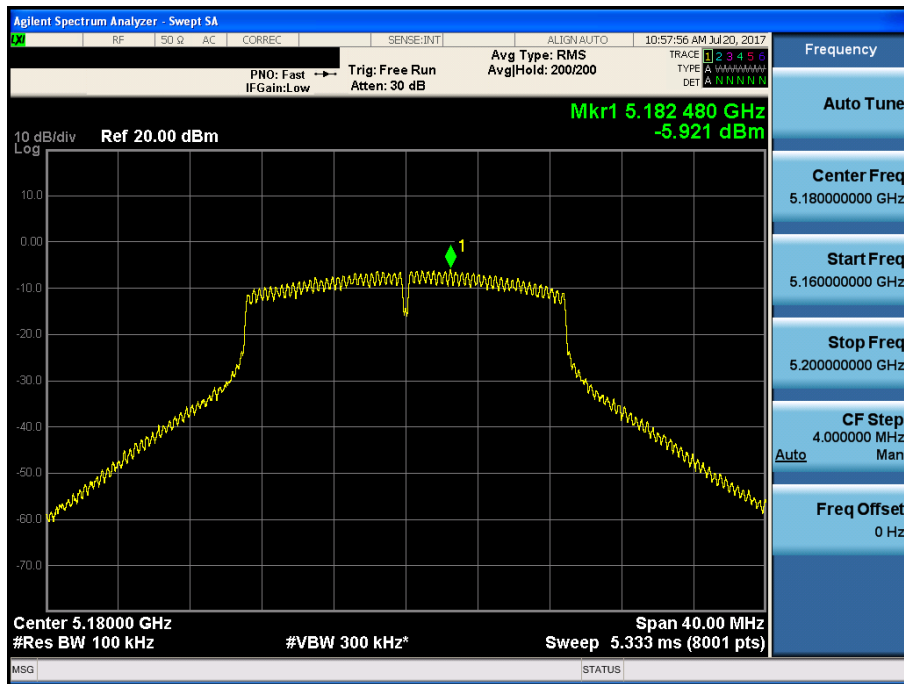 Agilent Spectrum Analyzer - Swept SA
LXI RF 50 Ω AC CORREC SENSE:INT ALIGN AUTO 10:57:56 AM Jul 20, 2017
Frequency
PNO: Fast
IFGain:Low
Trig: Free Run
Atten: 30 dB
Avg Type: RMS
Avg|Hold: 200/200
TRACE 1 2 3 4 5 6
TYPE A WWWWWW
DET A N N N N N
Auto Tune
Mkr1 5.182 480 GHz
-5.921 dBm
10 dB/div Ref 20.00 dBm
Log
Center Freq
5.180000000 GHz
10.0
0.00
1
Start Freq
5.160000000 GHz
-10.0
-20.0
Stop Freq
5.200000000 GHz
-30.0
-40.0
CF Step
4.000000 MHz
Auto Man
-50.0
-60.0
Freq Offset
0 Hz
-70.0
Center 5.18000 GHz Span 40.00 MHz
#Res BW 100 kHz #VBW 300 kHz* Sweep 5.333 ms (8001 pts)
MSG STATUS